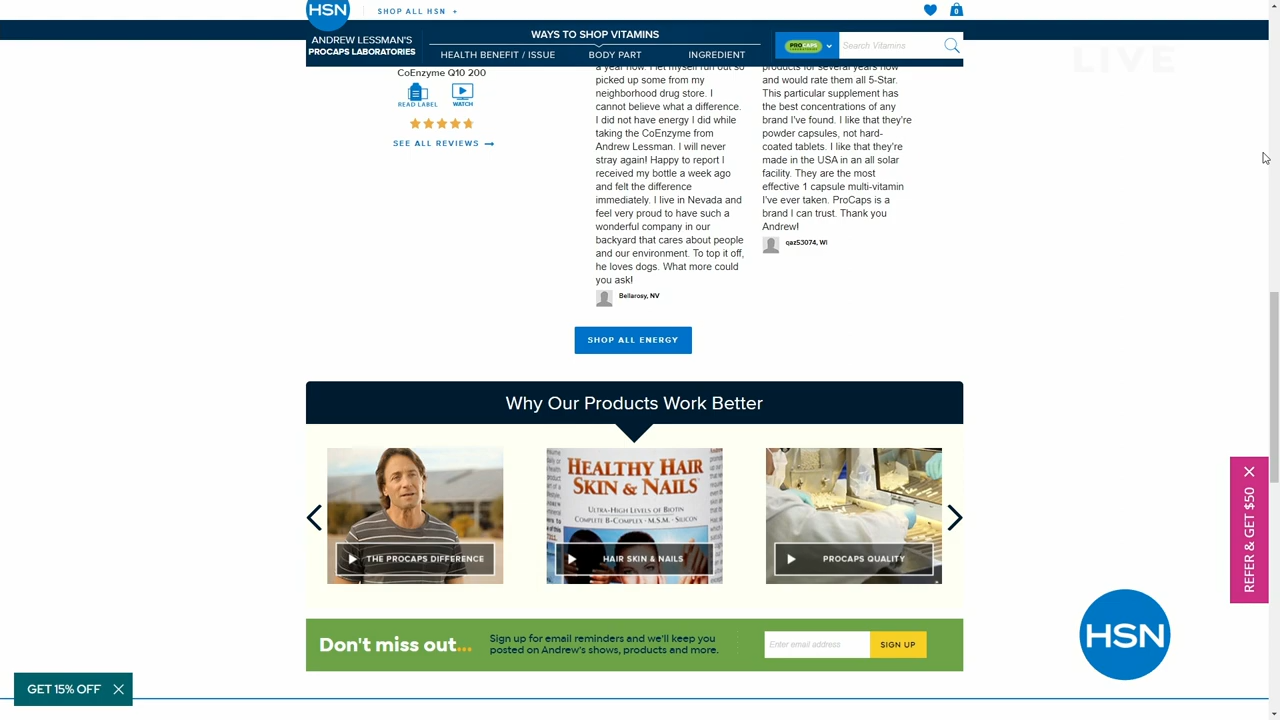 HSN
SHOP ALL HSN +
0
ANDREW LESSMAN'S
PROCAPS LABORATORIES
WAYS TO SHOP VITAMINS
HEALTH BENEFIT / ISSUE
BODY PART
INGREDIENT
PROCAPS
Search Vitamins
LIVE
CoEnzyme Q10 200
READ LABEL
WATCH
SEE ALL REVIEWS
a year now. I let myself run out so
picked up some from my
neighborhood drug store. I
cannot believe what a difference.
I did not have energy I did while
taking the CoEnzyme from
Andrew Lessman. I will never
stray again! Happy to report I
received my bottle a week ago
and felt the difference
immediately. I live in Nevada and
feel very proud to have such a
wonderful company in our
backyard that cares about people
and our environment. To top it off,
he loves dogs. What more could
you ask!
Bellarosy, NV
products for several years now
and would rate them all 5-Star.
This particular supplement has
the best concentrations of any
brand I've found. I like that they're
powder capsules, not hard-
coated tablets. I like that they're
made in the USA in an all solar
facility. They are the most
effective 1 capsule multi-vitamin
I've ever taken. ProCaps is a
brand I can trust. Thank you
Andrew!
qaz53074, WI
SHOP ALL ENERGY
Why Our Products Work Better
THE PROCAPS DIFFERENCE
HEALTHY HAIR
SKIN & NAILS
ULTRA-HIGH LEVELS OF BIOTIN
COMPLETE B-COMPLEX · M.S.M. · SILICON
HAIR SKIN & NAILS
PROCAPS QUALITY
REFER & GET $50
Don't miss out...
Sign up for email reminders and we'll keep you
posted on Andrew's shows, products and more.
Enter email address
SIGN UP
HSN
GET 15% OFF